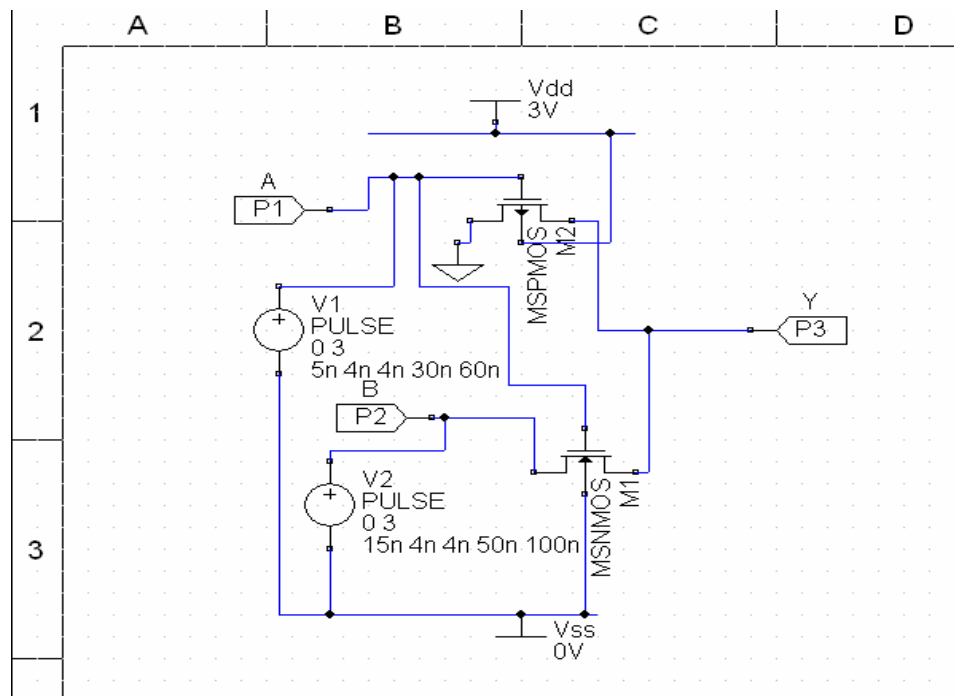 A B C D
1
Vdd
3V
A
P1
M2
MSPMOS
2
V1
PULSE
0 3
5n 4n 4n 30n 60n
Y
P3
B
P2
V2
PULSE
0 3
15n 4n 4n 50n 100n
M1
MSNMOS
3
Vss
0V